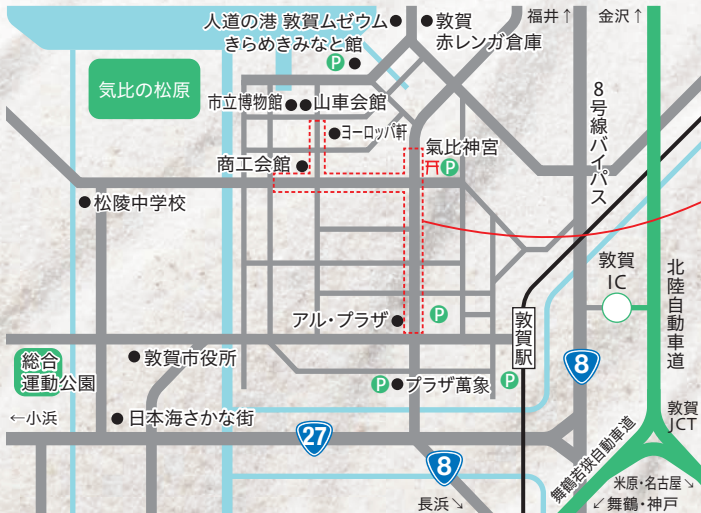 人道の港 敦賀ムゼウム
きらめきみなと館
敦賀
赤レンガ倉庫
福井↑
金沢↑
P
気比の松原
市立博物館
山車会館
ヨーロッパ軒
8号線バイパス
商工会館
氣比神宮
P
松陵中学校
敦賀
IC
北陸自動車道
アル・プラザ
P
敦賀駅
総合
運動公園
敦賀市役所
8
P
プラザ萬象
P
←小浜
日本海さかな街
27
8
敦賀
JCT
舞鶴若狭自動車道
米原・名古屋↘
長浜↘
↙舞鶴・神戸